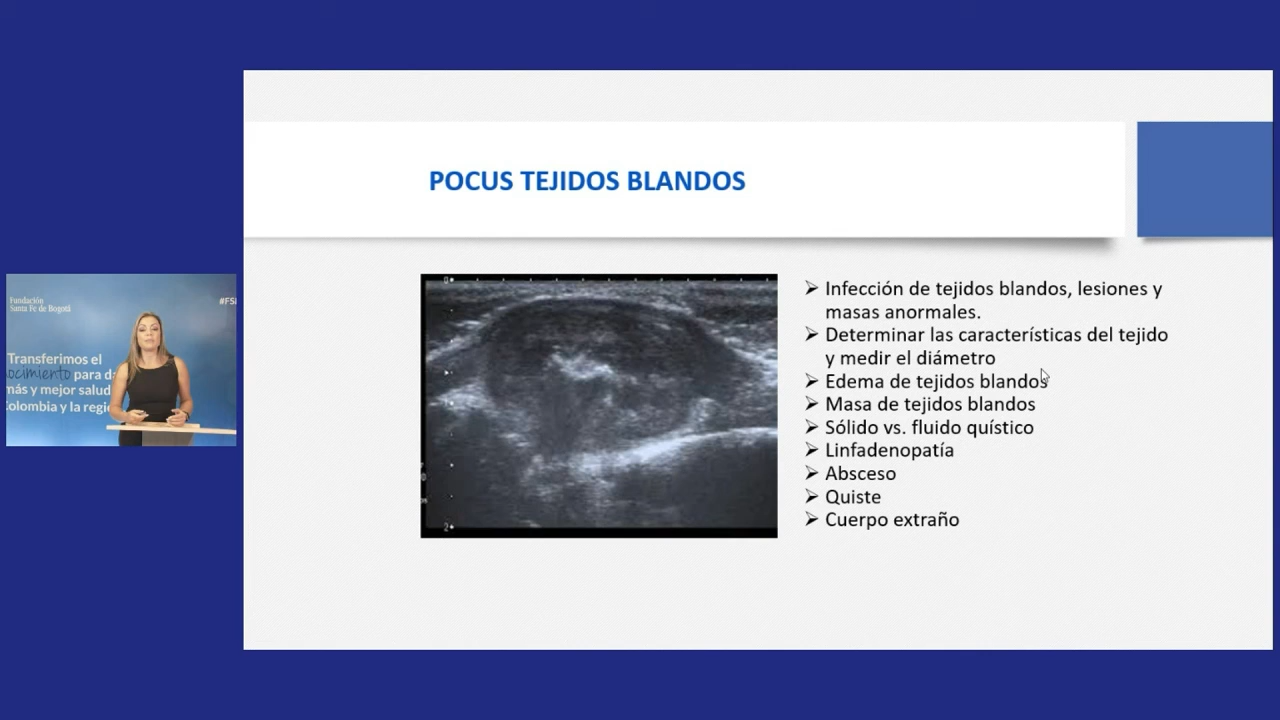 POCUS TEJIDOS BLANDOS
Fundación
Santa Fe de Bogotá
Transferimos el
para
más y mejor salud
Colombia y la
➢ Infección de tejidos blandos, lesiones y
masas anormales.
➢ Determinar las características del tejido
y medir el diámetro
➢ Edema de tejidos blandos
➢ Masa de tejidos blandos
➢ Sólido vs. fluido quístico
➢ Linfadenopatía
➢ Absceso
➢ Quiste
➢ Cuerpo extraño